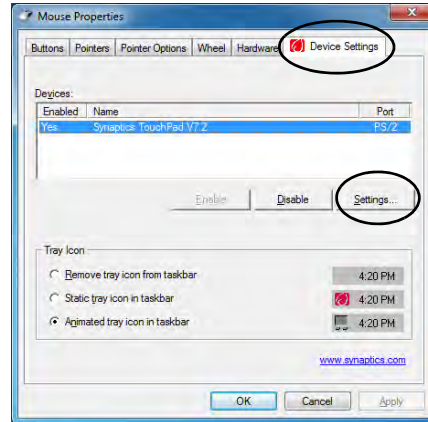 Mouse Properties
Buttons Pointers Pointer Options Wheel Hardware Device Settings
Devices:
Enabled Name Port
Yes Synaptics TouchPad V7.2 PS/2
Enable Disable Settings...
Tray Icon
Remove tray icon from taskbar 4:20 PM
Static tray icon in taskbar 4:20 PM
Animated tray icon in taskbar 4:20 PM
www.synaptics.com
OK Cancel Apply